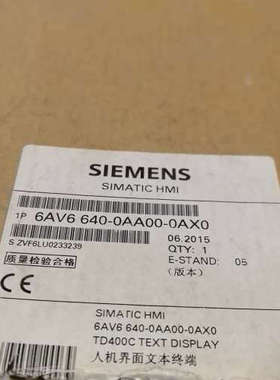 SIEMENS
SIMATIC HMI
1P 6AV6 640-0AA00-0AX0
06.2015
S ZVF6LU0233239
QTY: 1
质量检验合格
E-STAND: 05
(版本)
CE
SIMATIC HMI
6AV6 640-0AA00-0AX0
TD400C TEXT DISPLAY
人机界面文本终端